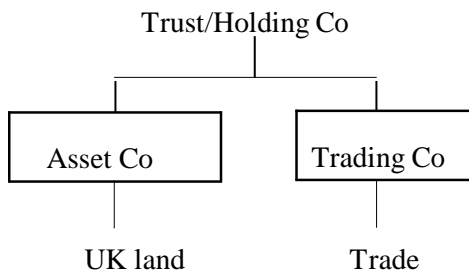 Trust/Holding Co
Asset Co
Trading Co
UK land
Trade